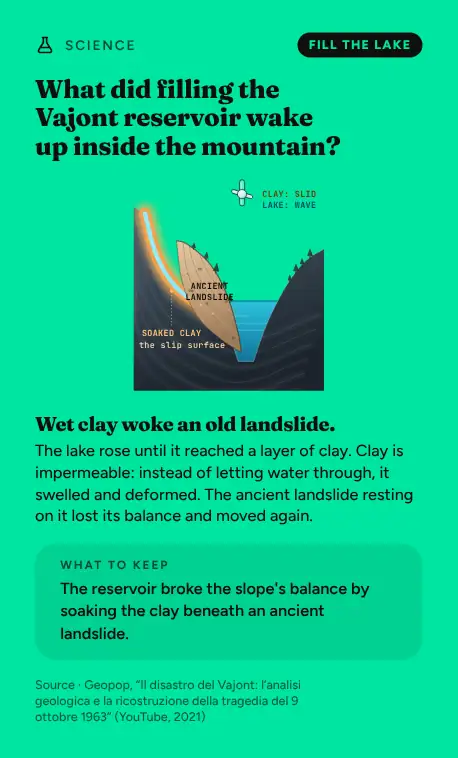 SCIENCE
FILL THE LAKE
What did filling the
Vajont reservoir wake
up inside the mountain?
CLAY: SLID
LAKE: WAVE
ANCIENT
LANDSLIDE
SOAKED CLAY
the slip surface
Wet clay woke an old landslide.
The lake rose until it reached a layer of clay. Clay is
impermeable: instead of letting water through, it
swelled and deformed. The ancient landslide resting
on it lost its balance and moved again.
WHAT TO KEEP
The reservoir broke the slope's balance by
soaking the clay beneath an ancient
landslide.
Source · Geopop, “Il disastro del Vajont: l'analisi
geologica e la ricostruzione della tragedia del 9
ottobre 1963” (YouTube, 2021)